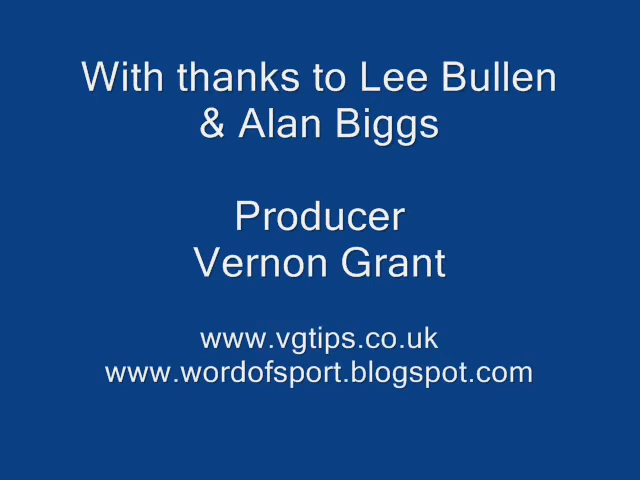 With thanks to Lee Bullen
& Alan Biggs
Producer
Vernon Grant
www.vgtips.co.uk
www.wordofsport.blogspot.com